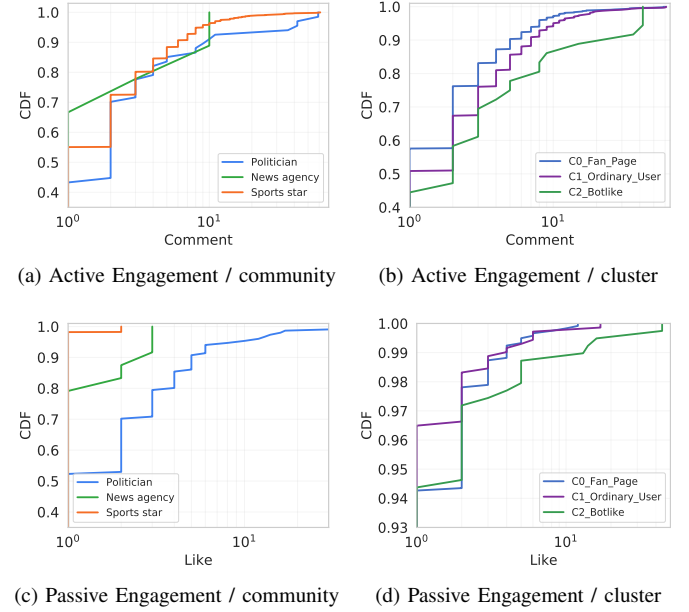 1.0
0.9
0.8
0.7
0.6
0.5
0.4
CDF
10^0
10^1
Comment
Politician
News agency
Sports star
(a) Active Engagement / community
1.0
0.9
0.8
0.7
0.6
0.5
0.4
CDF
10^0
10^1
Comment
C0_Fan_Page
C1_Ordinary_User
C2_Botlike
(b) Active Engagement / cluster
1.0
0.9
0.8
0.7
0.6
0.5
0.4
CDF
10^0
10^1
Like
Politician
News agency
Sports star
(c) Passive Engagement / community
1.00
0.99
0.98
0.97
0.96
0.95
0.94
0.93
CDF
10^0
10^1
Like
C0_Fan_Page
C1_Ordinary_User
C2_Botlike
(d) Passive Engagement / cluster